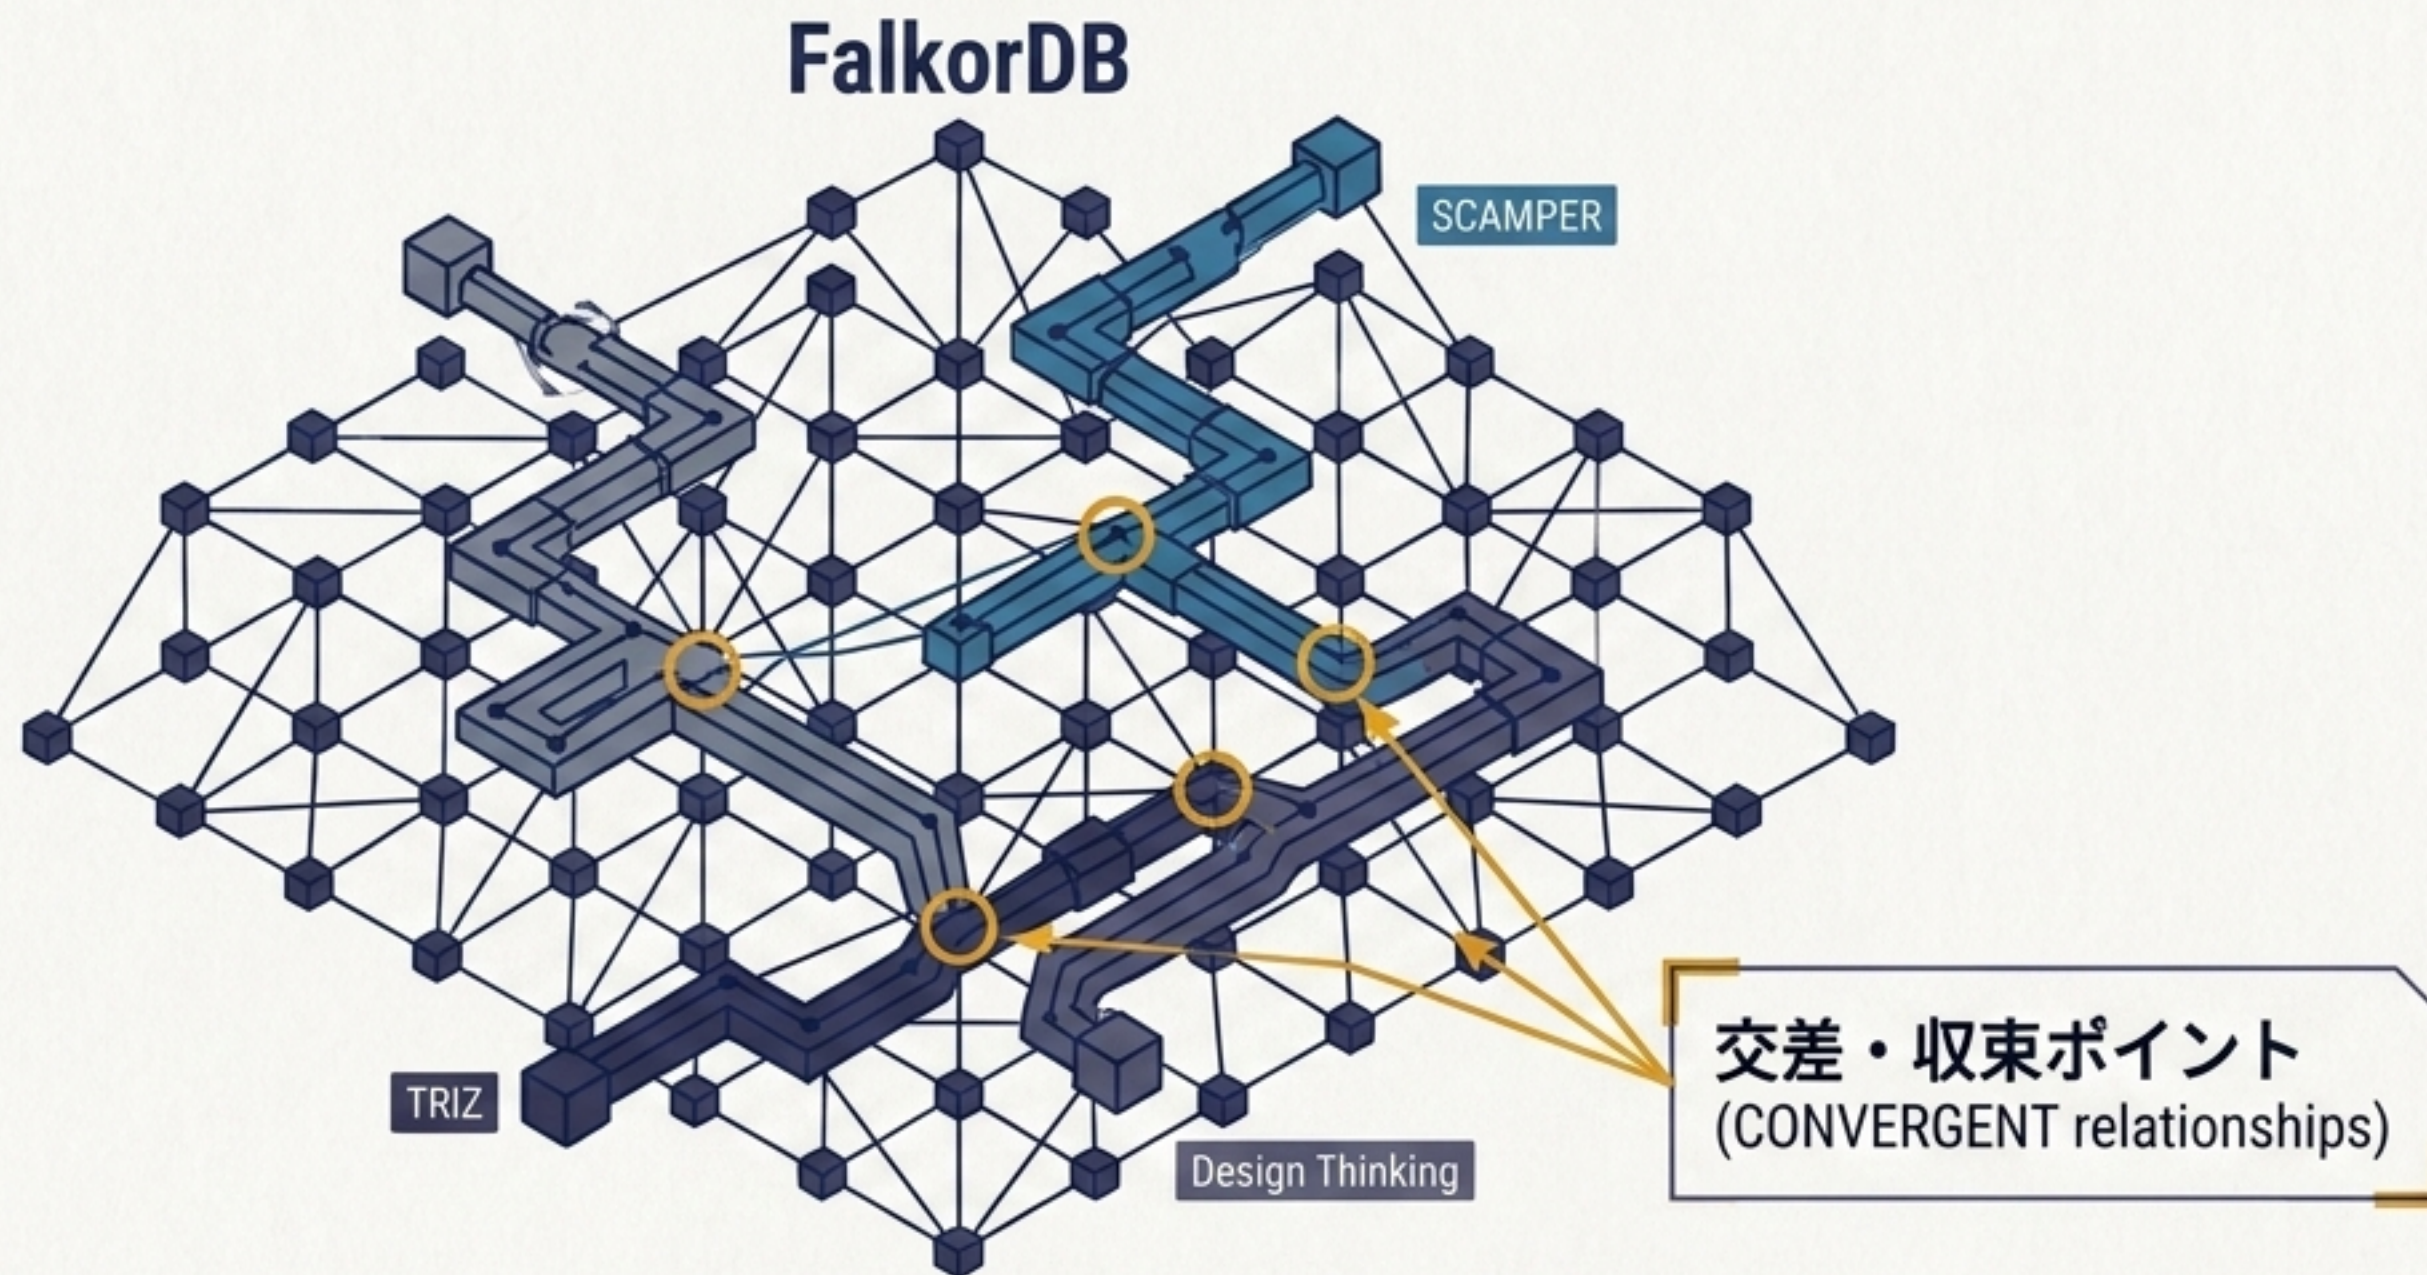 FalkorDB
SCAMPER
TRIZ
Design Thinking
交差・収束ポイント
(CONVERGENT relationships)